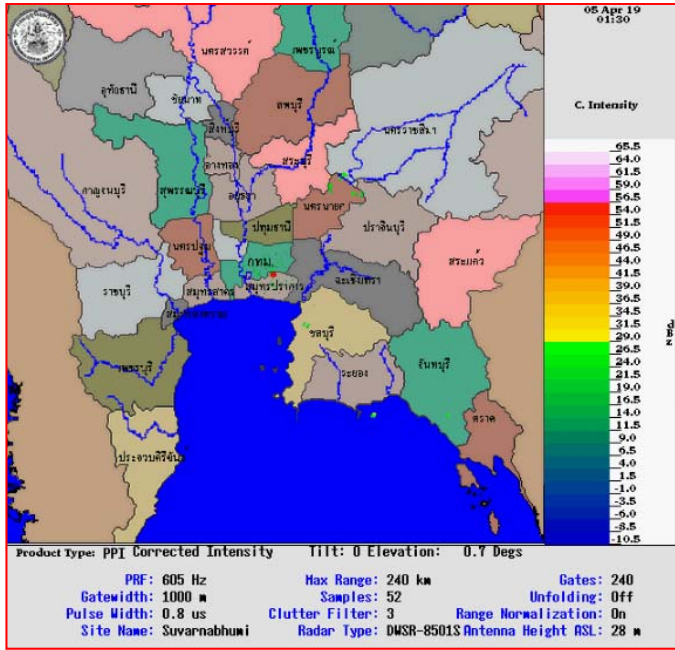 05 Apr 19
01:30
C. Intensity
65.5
64.0
61.5
59.0
56.5
54.0
51.5
49.0
46.5
44.0
41.5
39.0
36.5
34.0
31.5
29.0
26.5
24.0
21.5
19.0
16.5
14.0
11.5
9.0
6.5
4.0
1.5
-1.0
-3.5
-6.0
-8.5
-10.5
นครสวรรค์
เพชรบูรณ์
อุทัยธานี
ชัยนาท
ลพบุรี
สิงห์บุรี
นครราชสีมา
อ่างทอง
สระบุรี
กาญจนบุรี
สุพรรณบุรี
อยุธยา
นครนายก
ปราจีนบุรี
ปทุมธานี
นครปฐม
กทม.
สระแก้ว
ราชบุรี
สมุทรสาคร
สมุทรปราการ
ฉะเชิงเทรา
ชลบุรี
เพชรบุรี
ระยอง
จันทบุรี
ตราด
ประจวบคีรีขันธ์
Product Type: PPI Corrected Intensity Tilt: 0 Elevation: 0.7 Degs
PRF: 605 Hz Max Range: 240 km Gates: 240
Gatewidth: 1000 m Samples: 52 Unfolding: Off
Pulse Width: 0.8 us Clutter Filter: 3 Range Normalization: On
Site Name: Suvarnabhumi Radar Type: DWSR-8501S Antenna Height ASL: 28 m